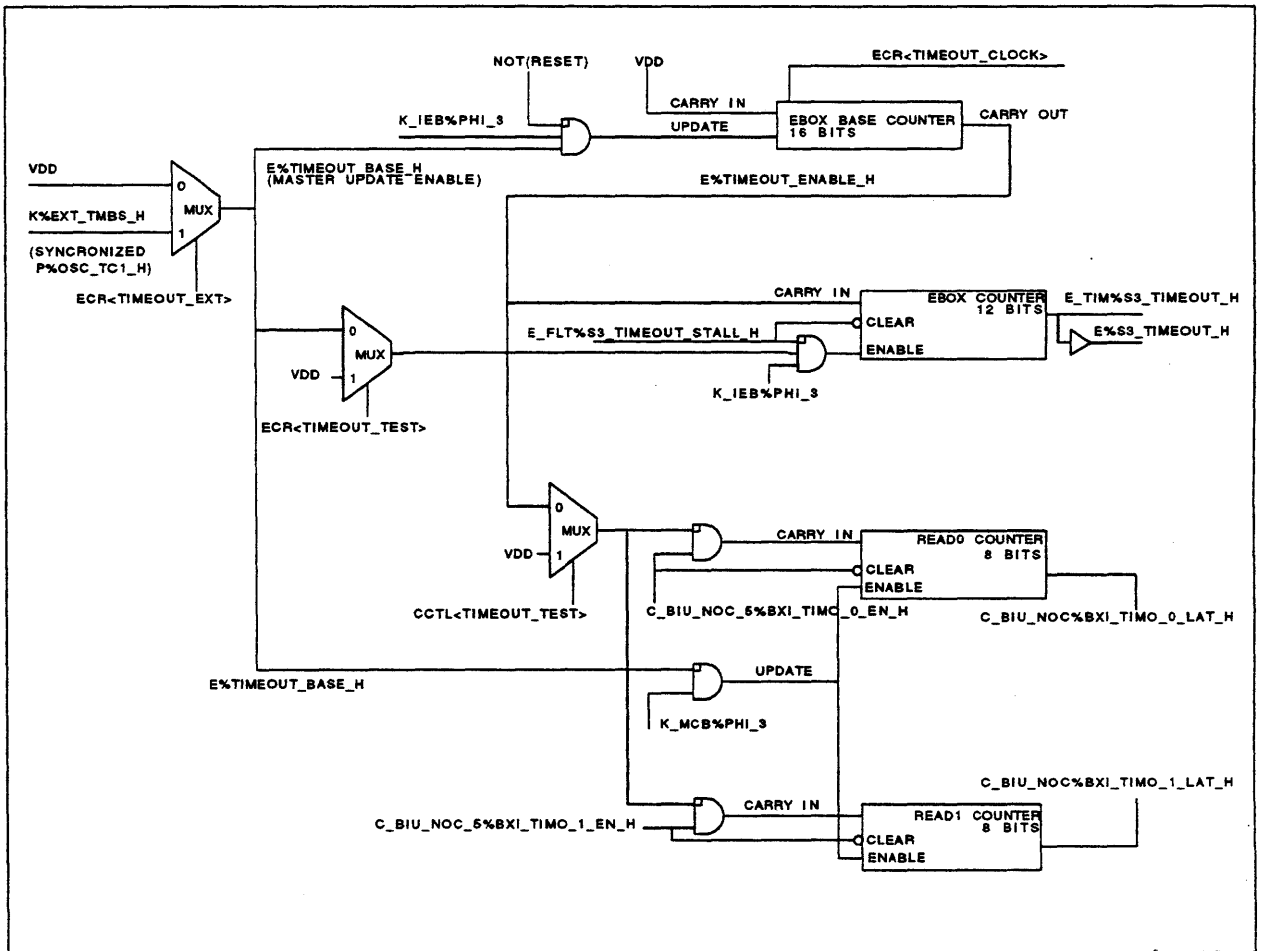 ECR<TIMEOUT_CLOCK>
NOT(RESET)
VDD
CARRY IN
CARRY OUT
K_IEB%PHI_3
UPDATE
EBOX BASE COUNTER
16 BITS
VDD
0
E%TIMEOUT_BASE_H
(MASTER UPDATE ENABLE)
E%TIMEOUT_ENABLE_H
MUX
K%EXT_TMBS_H
1
(SYNCRONIZED
P%OSC_TC1_H)
ECR<TIMEOUT_EXT>
CARRY IN
EBOX COUNTER
12 BITS
E_TIM%S3_TIMEOUT_H
0
E_FLT%S3_TIMEOUT_STALL_H
CLEAR
E%S3_TIMEOUT_H
MUX
ENABLE
VDD
1
K_IEB%PHI_3
ECR<TIMEOUT_TEST>
0
MUX
CARRY IN
READ0 COUNTER
8 BITS
VDD
1
CLEAR
ENABLE
CCTL<TIMEOUT_TEST>
C_BIU_NOC_5%BXI_TIMO_0_EN_H
C_BIU_NOC%BXI_TIMO_0_LAT_H
E%TIMEOUT_BASE_H
UPDATE
K_MCB%PHI_3
C_BIU_NOC%BXI_TIMO_1_LAT_H
CARRY IN
C_BIU_NOC_5%BXI_TIMO_1_EN_H
READ1 COUNTER
8 BITS
CLEAR
ENABLE